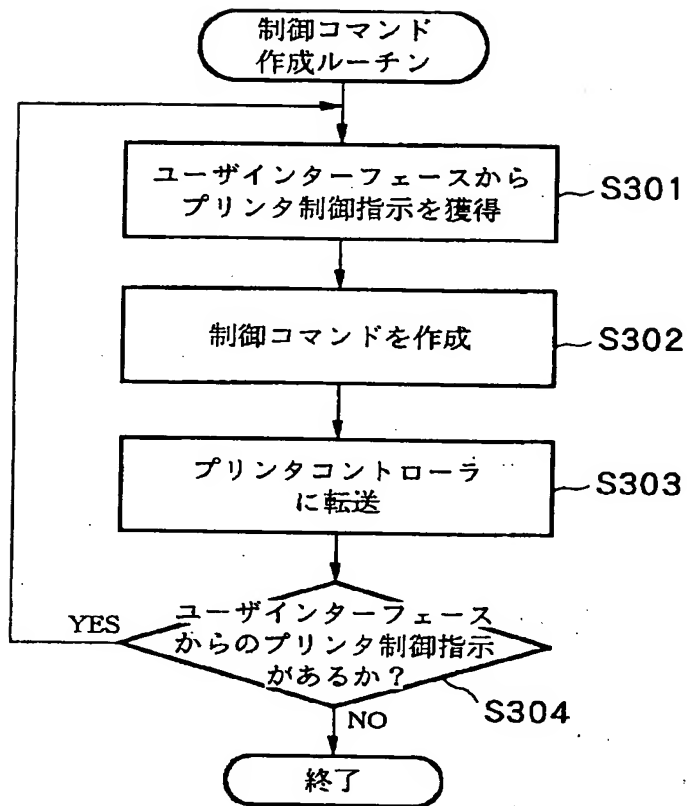 制御コマンド
作成ルーチン
ユーザインターフェースから
プリンタ制御指示を獲得
S301
制御コマンドを作成
S302
プリンタコントローラ
に転送
S303
ユーザインターフェース
からのプリンタ制御指示
があるか?
YES
S304
NO
終了